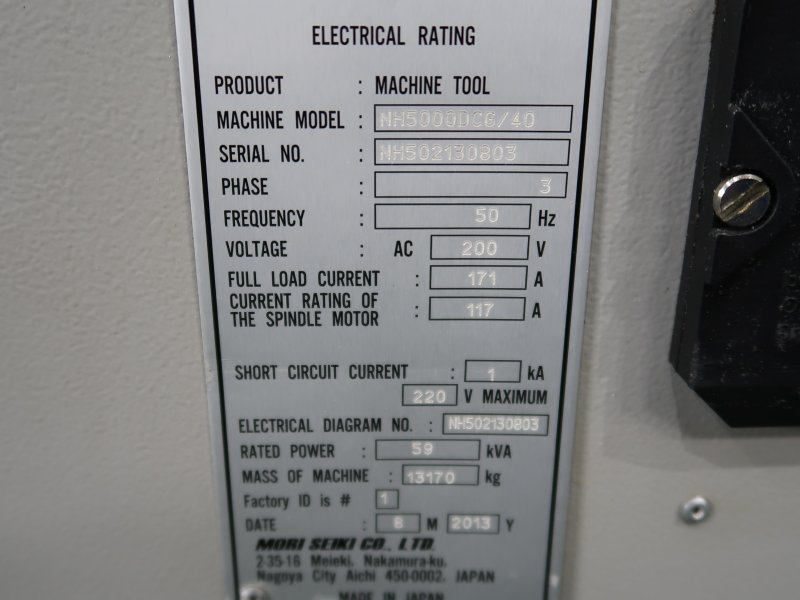 ELECTRICAL RATING
PRODUCT : MACHINE TOOL
MACHINE MODEL : NH5000DCG/40
SERIAL NO. : NH502130803
PHASE : 3
FREQUENCY : 50 Hz
VOLTAGE : AC 200 V
FULL LOAD CURRENT : 171 A
CURRENT RATING OF
THE SPINDLE MOTOR : 117 A
SHORT CIRCUIT CURRENT : 1 kA
220 V MAXIMUM
ELECTRICAL DIAGRAM NO. : NH502130803
RATED POWER : 59 kVA
MASS OF MACHINE : 13170 kg
Factory ID is # 1
DATE : 8 M 2013 Y
MORI SEIKI CO., LTD.
2-35-16 Meieki, Nakamura-ku,
Nagoya City Aichi 450-0002, JAPAN
MADE IN JAPAN